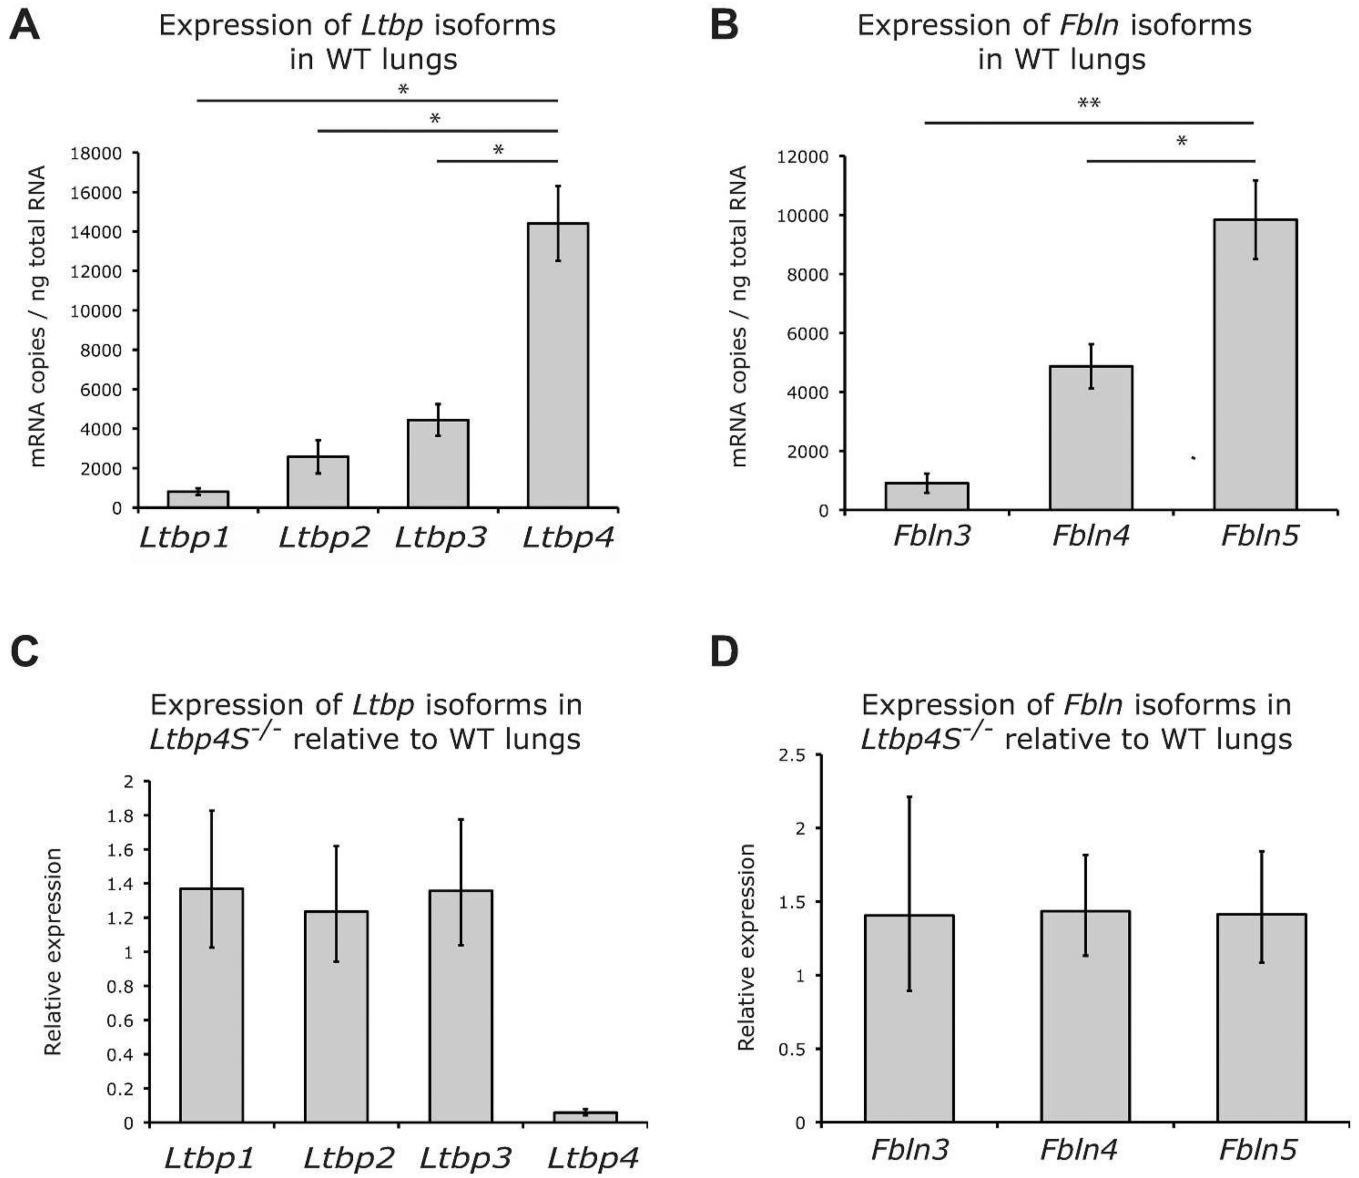 A
Expression of Ltbp isoforms
in WT lungs
*
*
*
mRNA copies / ng total RNA
18000
16000
14000
12000
10000
8000
6000
4000
2000
0
Ltbp1 Ltbp2 Ltbp3 Ltbp4
B
Expression of Fbln isoforms
in WT lungs
**
*
mRNA copies / ng total RNA
12000
10000
8000
6000
4000
2000
0
Fbln3 Fbln4 Fbln5
C
Expression of Ltbp isoforms in
Ltbp4S-/- relative to WT lungs
Relative expression
2
1.8
1.6
1.4
1.2
1
0.8
0.6
0.4
0.2
0
Ltbp1 Ltbp2 Ltbp3 Ltbp4
D
Expression of Fbln isoforms in
Ltbp4S-/- relative to WT lungs
Relative expression
2.5
2
1.5
1
0.5
0
Fbln3 Fbln4 Fbln5